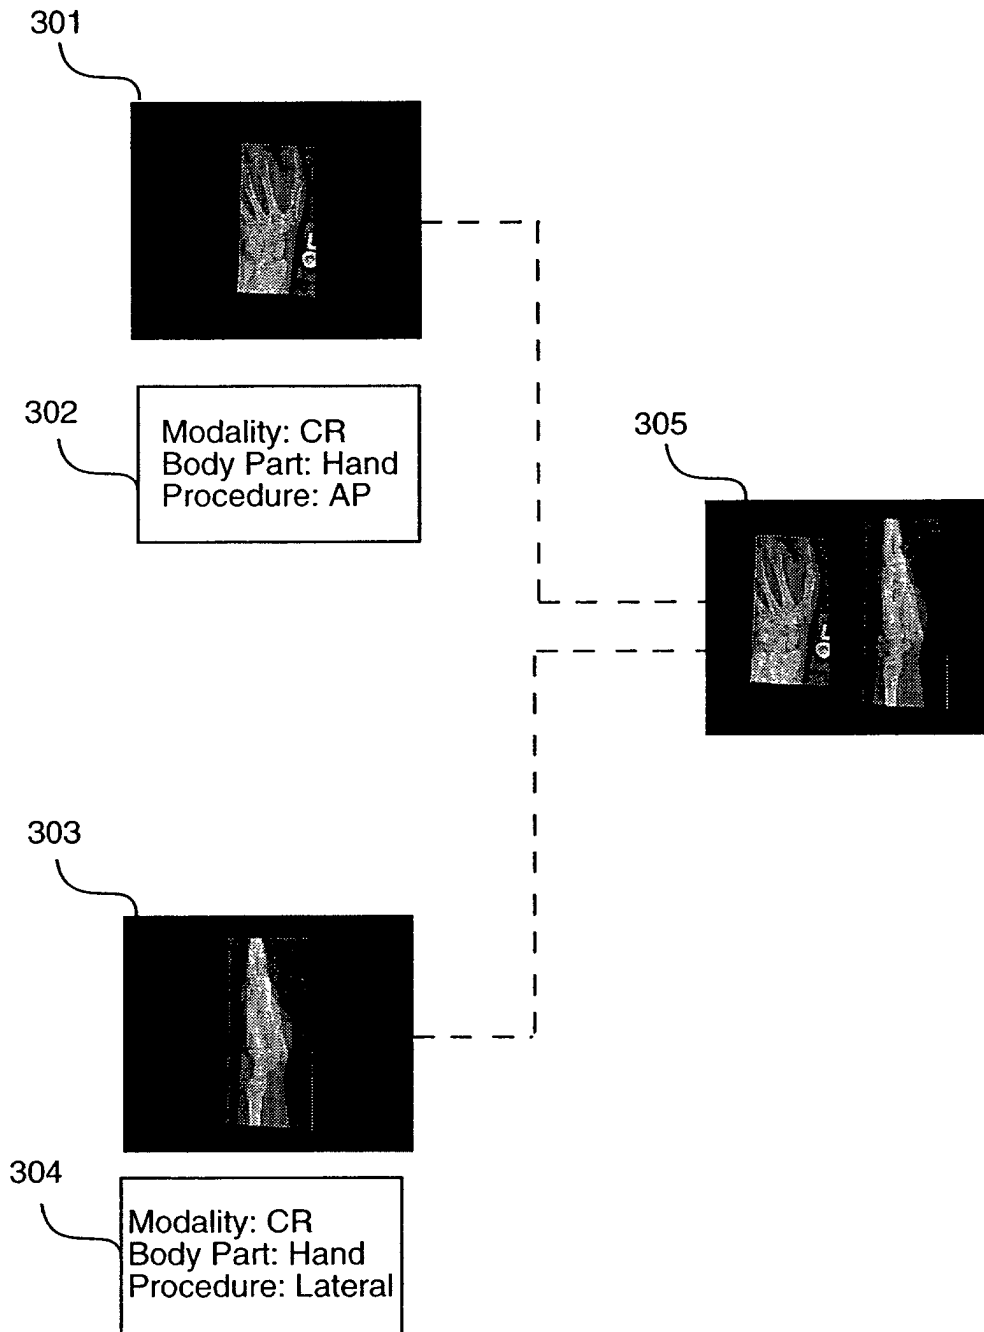 301
302
Modality: CR
Body Part: Hand
Procedure: AP
305
303
304
Modality: CR
Body Part: Hand
Procedure: Lateral